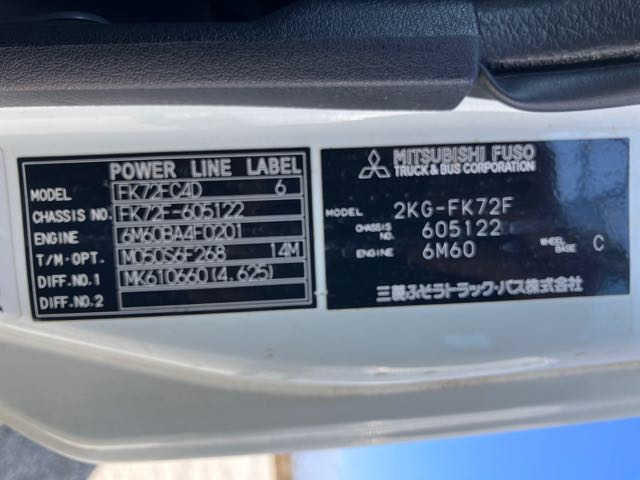 POWER LINE LABEL
MODEL FK72FC4D 6
CHASSIS NO. FK72F-605122
ENGINE 6M60BA4F0201
T/M・OPT. M050S6F268 14M
DIFF.NO.1 MK610660(4.625)
DIFF.NO.2
MITSUBISHI FUSO
TRUCK & BUS CORPORATION
MODEL 2KG-FK72F
CHASSIS NO. 605122
ENGINE 6M60 WHEEL BASE C
三菱ふそうトラック・バス株式会社